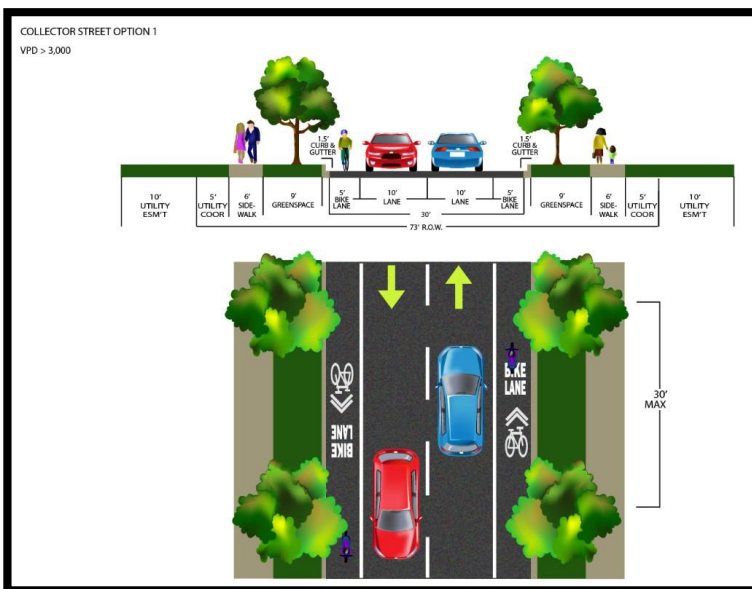 COLLECTOR STREET OPTION 1
VPD > 3,000
1.5'
CURB &
GUTTER
1.5'
CURB &
GUTTER
10'
UTILITY
ESM'T
5'
UTILITY
COOR
6'
SIDE-
WALK
9'
GREENSPACE
5'
BIKE
LANE
10'
LANE
10'
LANE
5'
BIKE
LANE
9'
GREENSPACE
6'
SIDE-
WALK
5'
UTILITY
COOR
10'
UTILITY
ESM'T
30'
73' R.O.W.
BIKE
LANE
BIKE
LANE
30'
MAX